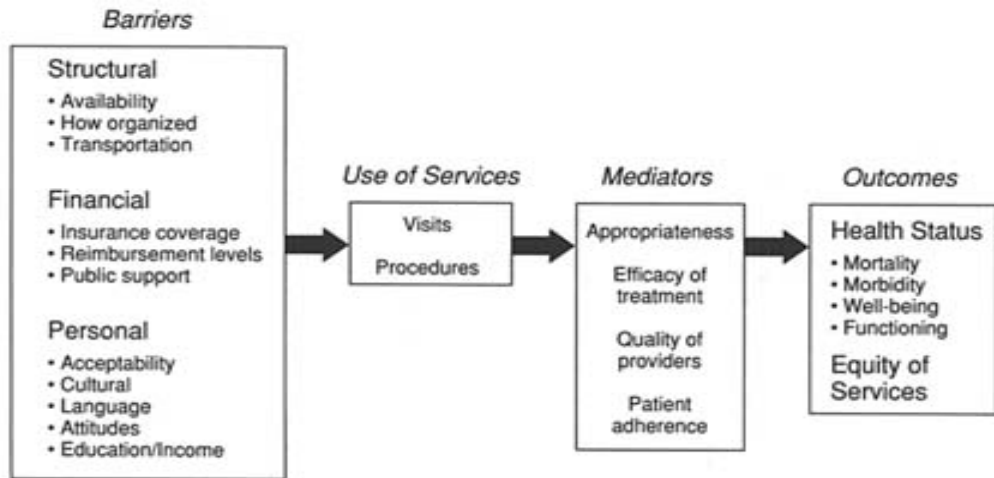 Barriers
Structural
• Availability
• How organized
• Transportation
Financial
• Insurance coverage
• Reimbursement levels
• Public support
Personal
• Acceptability
• Cultural
• Language
• Attitudes
• Education/Income
Use of Services
Visits
Procedures
Mediators
Appropriateness
Efficacy of
treatment
Quality of
providers
Patient
adherence
Outcomes
Health Status
• Mortality
• Morbidity
• Well-being
• Functioning
Equity of
Services